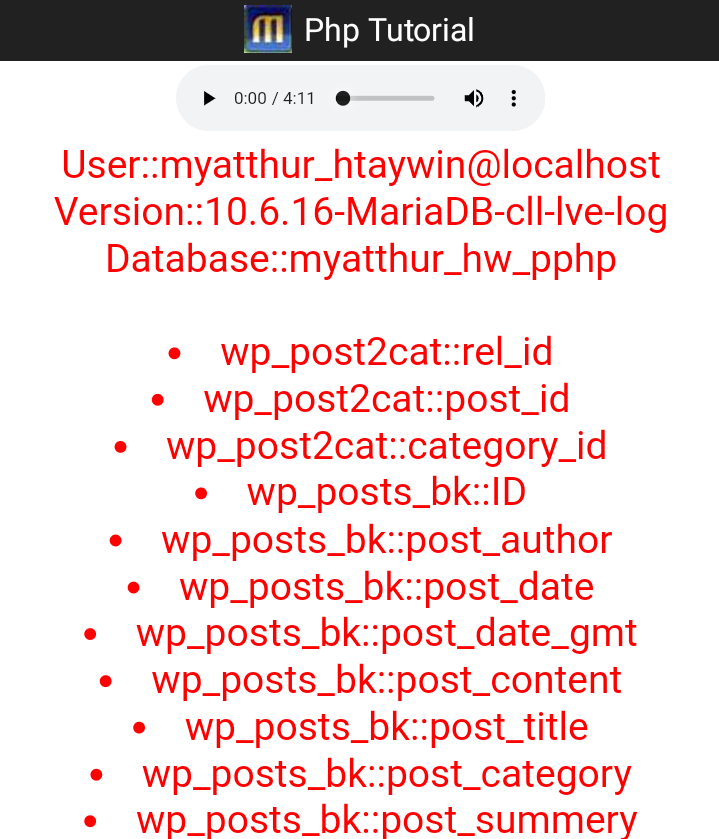 Php Tutorial
0:00 / 4:11
User::myatthur_htaywin@localhost
Version::10.6.16-MariaDB-cll-lve-log
Database::myatthur_hw_pphp
• wp_post2cat::rel_id
• wp_post2cat::post_id
• wp_post2cat::category_id
• wp_posts_bk::ID
• wp_posts_bk::post_author
• wp_posts_bk::post_date
• wp_posts_bk::post_date_gmt
• wp_posts_bk::post_content
• wp_posts_bk::post_title
• wp_posts_bk::post_category
• wp_posts_bk::post_summery